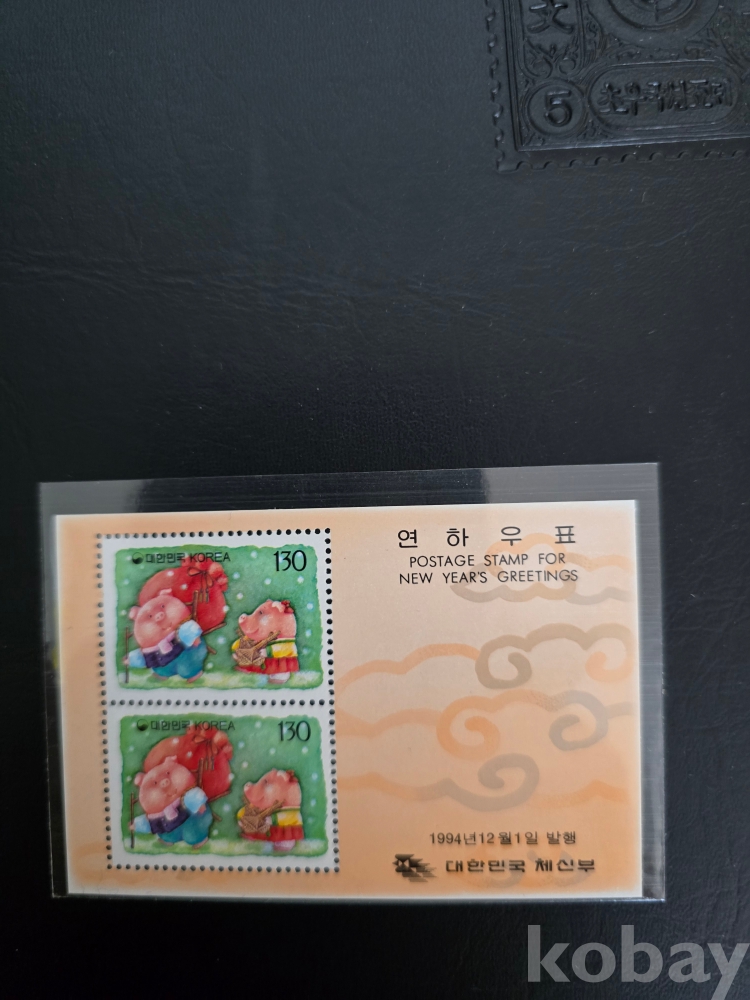 5
연하우표
POSTAGE STAMP FOR
NEW YEAR'S GREETINGS
대한민국 KOREA 130
대한민국 KOREA 130
1994년12월1일 발행
대한민국 체신부
kobay